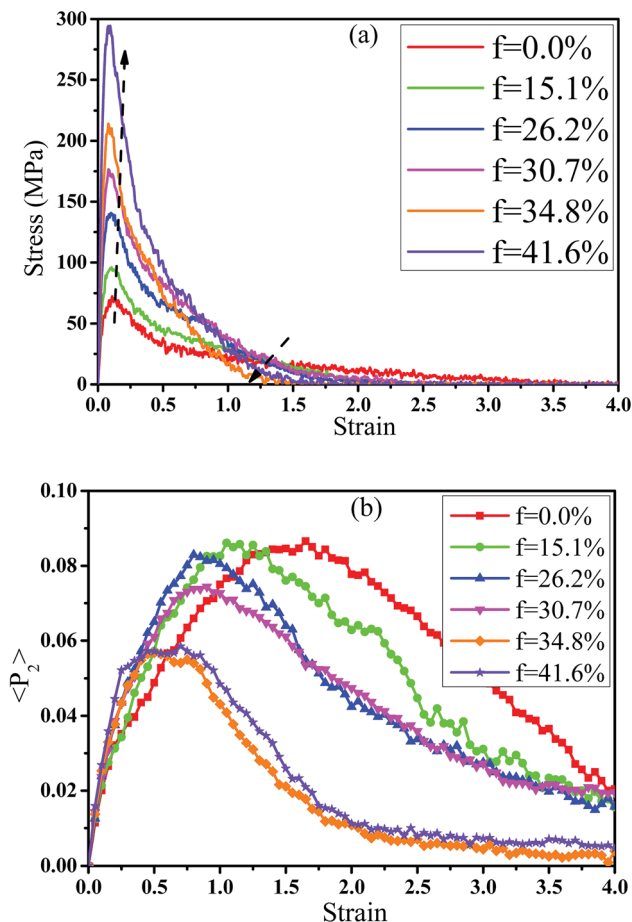 (a)
Stress (MPa)
300
250
200
150
100
50
0
0.0 0.5 1.0 1.5 2.0 2.5 3.0 3.5 4.0
Strain
f=0.0%
f=15.1%
f=26.2%
f=30.7%
f=34.8%
f=41.6%
(b)
<P₂>
0.10
0.08
0.06
0.04
0.02
0.00
0.0 0.5 1.0 1.5 2.0 2.5 3.0 3.5 4.0
Strain
f=0.0%
f=15.1%
f=26.2%
f=30.7%
f=34.8%
f=41.6%